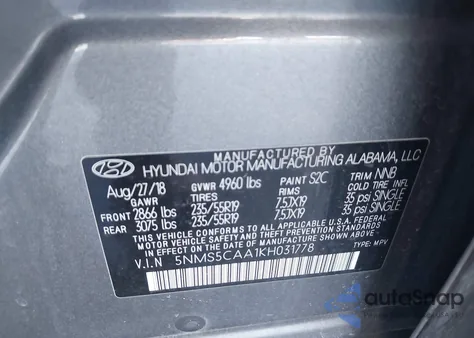 MANUFACTURED BY
HYUNDAI MOTOR MANUFACTURING ALABAMA, LLC
Aug/27/18 GVWR 4960 lbs PAINT S2C TRIM NNB
GAWR TIRES RIMS COLD TIRE INFL.
FRONT 2866 lbs 235/55R19 7.5JX19 35 psi
REAR 3075 lbs 235/55R19 7.5JX19 35 psi
THIS VEHICLE CONFORMS TO ALL APPLICABLE U.S.A. FEDERAL
MOTOR VEHICLE SAFETY AND THEFT PREVENTION STANDARDS IN
EFFECT ON THE DATE OF MANUFACTURE SHOWN ABOVE.
V.I.N 5NMS5CAA1KH031778 TYPE: MPV
autoSnap